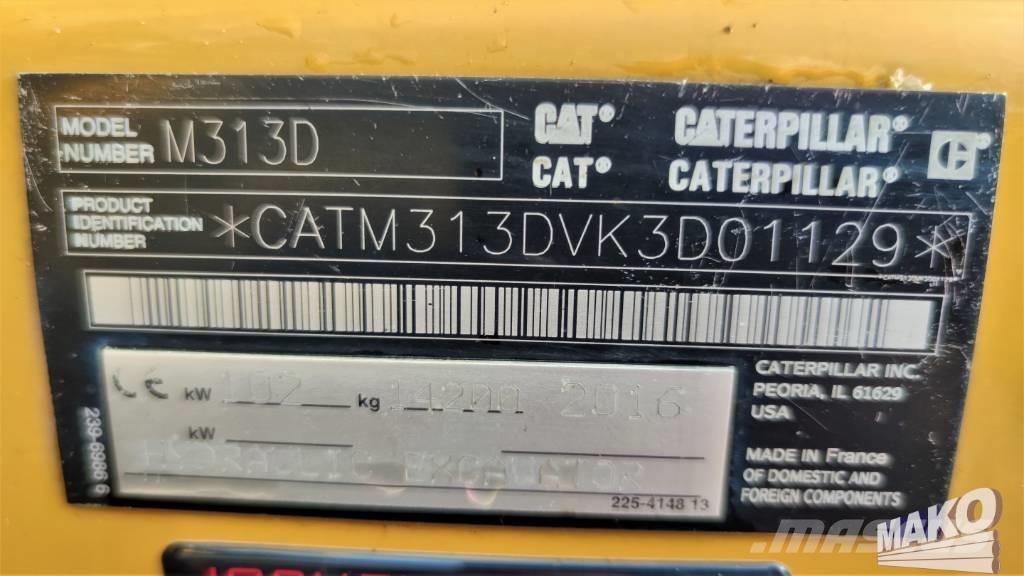 MODEL
NUMBER M313D
CAT® CATERPILLAR®
CAT® CATERPILLAR®
PRODUCT
IDENTIFICATION
NUMBER
*CATM313DVK3D01129*
CE kW 102 kg 14200 2016
kW
HYDRAULIC EXCAVATOR
225-4148 13
239-6986 6
CATERPILLAR INC.
PEORIA, IL 61629
USA
MADE IN France
OF DOMESTIC AND
FOREIGN COMPONENTS
MAKO